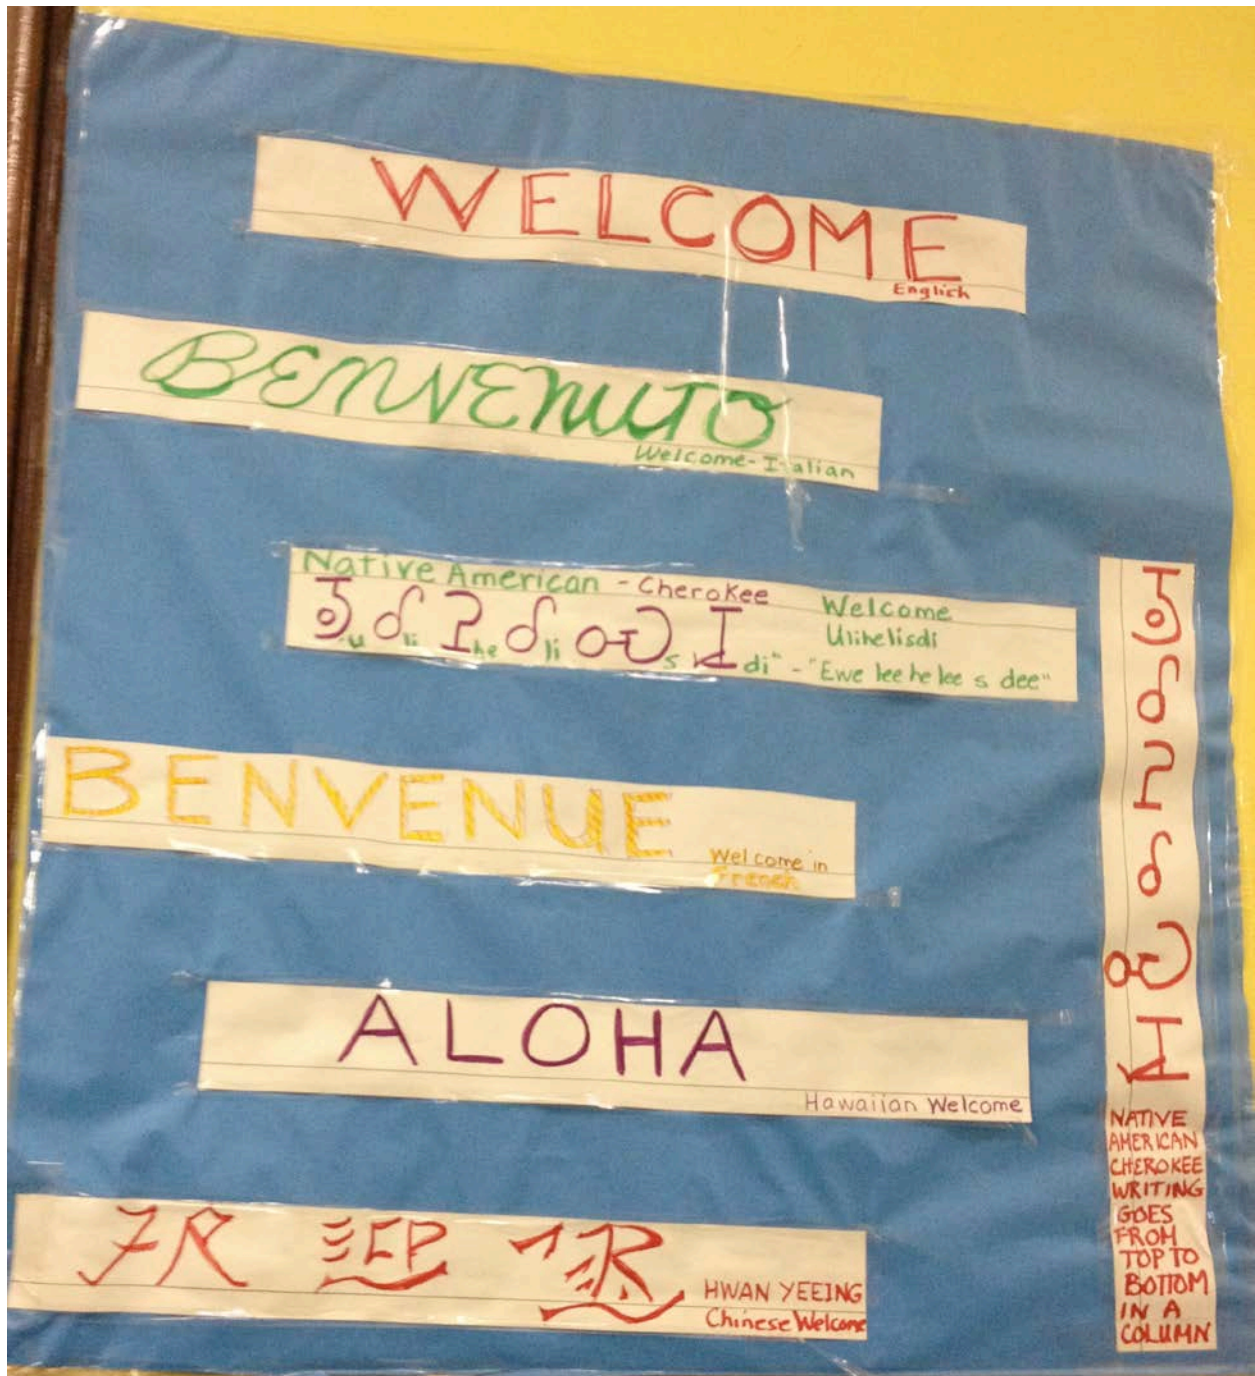 WELCOME
English
BENVENUTO
Welcome - Italian
Native American - Cherokee Welcome
ᎤᎵᎮᎵᏍᏗ Ulihelisdi
u li he li s di" - "Ewe lee he lee s dee"
BENVENUE
Welcome in
French
ALOHA
Hawaiian Welcome
欢迎您
HWAN YEEING
Chinese Welcome
ᎤᎵᎮᎵᏍᏗ
NATIVE
AMERICAN
CHEROKEE
WRITING
GOES
FROM
TOP TO
BOTTOM
IN A
COLUMN